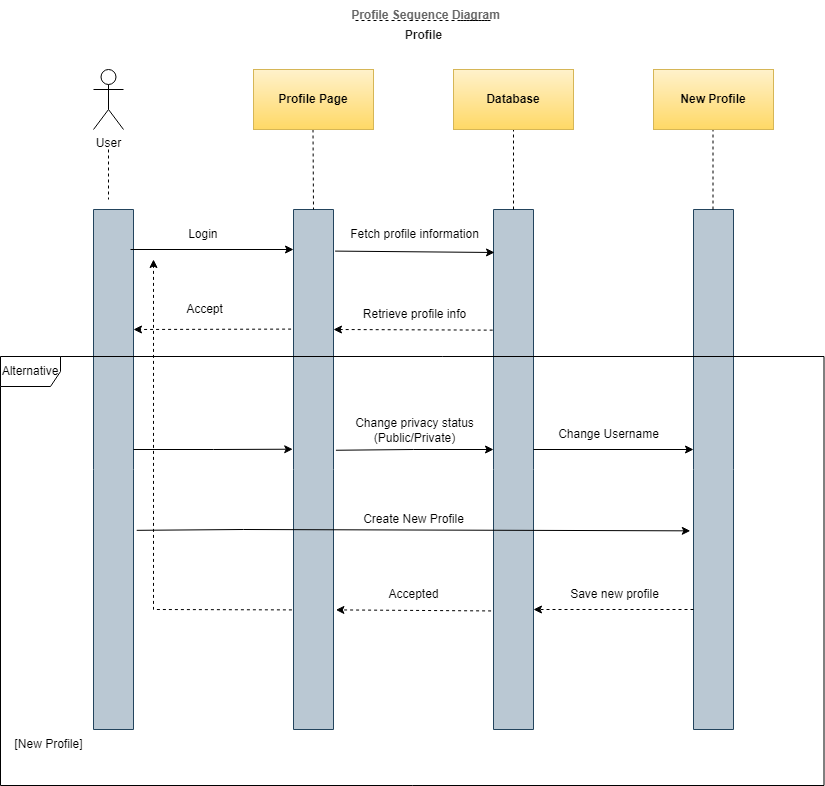 Profile Sequence Diagram
Profile
Profile Page
Database
New Profile
User
Login
Fetch profile information
Accept
Retrieve profile info
Alternative
Change privacy status
(Public/Private)
Change Username
Create New Profile
Accepted
Save new profile
[New Profile]